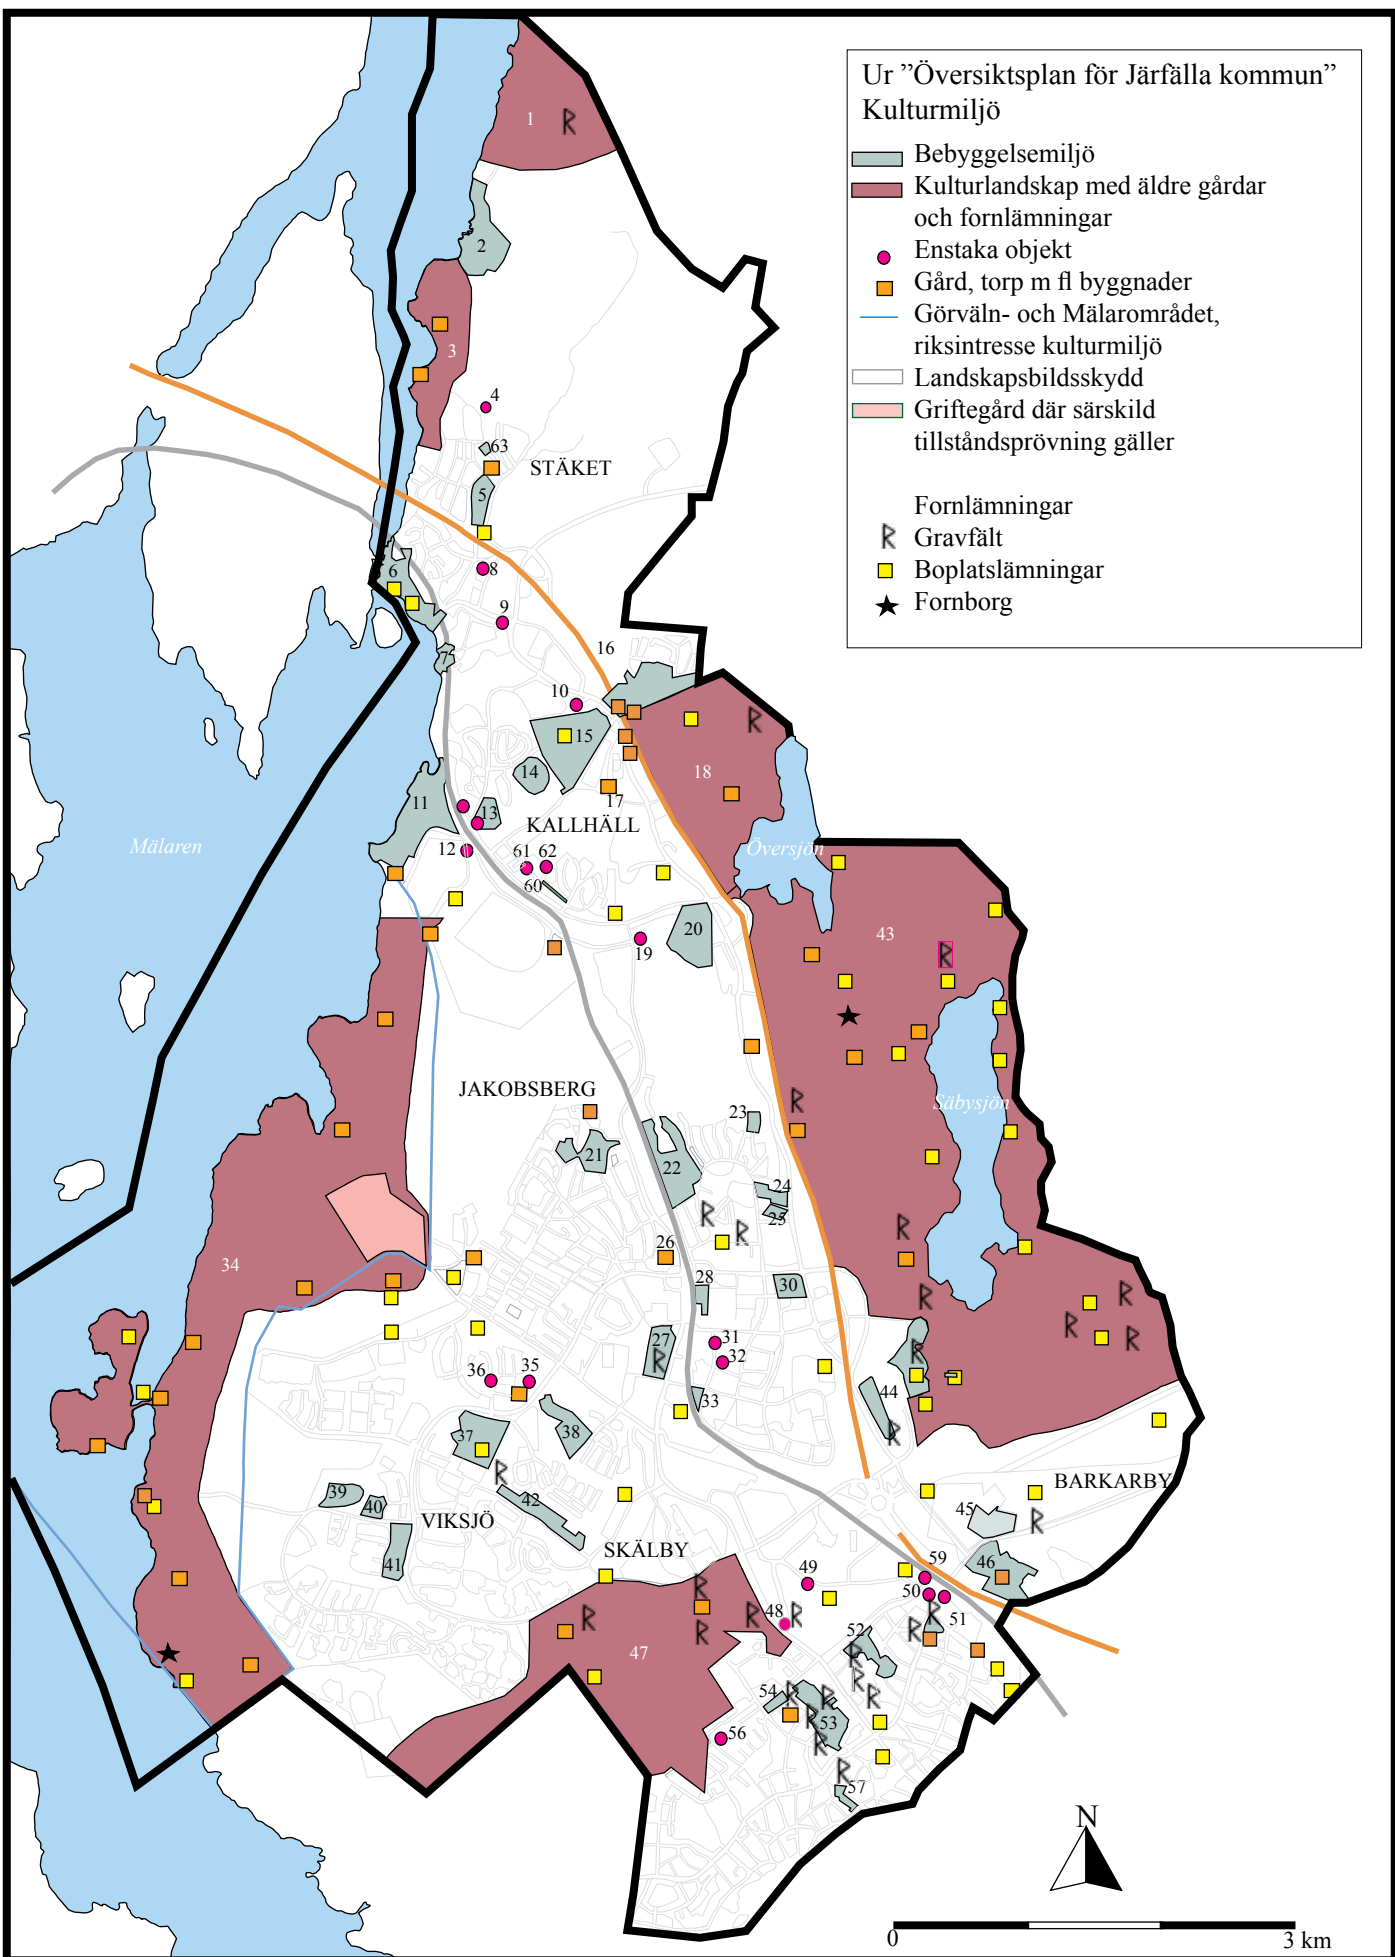 Ur ”Översiktsplan för Järfälla kommun”
Kulturmiljö
Bebyggelsemiljö
Kulturlandskap med äldre gårdar
och fornlämningar
Enstaka objekt
Gård, torp m fl byggnader
Görväln- och Mälarområdet,
riksintresse kulturmiljö
Landskapsbildsskydd
Griftegård där särskild
tillståndsprövning gäller
Fornlämningar
Gravfält
Boplatslämningar
Fornborg
1
2
3
4
63
STÄKET
5
6
8
9
7
16
10
15
14
18
17
11
13
KALLHÄLL
Mälaren
12
Översjön
61 62
60
20
19
43
JAKOBSBERG
Säbysjön
23
21
22
24
25
34
26
28
30
27
31
32
36
35
33
44
37
38
39
40
42
VIKSJÖ
BARKARBY
45
41
SKÄLBY
46
49
59
50
51
48
52
47
54
53
56
57
N
0
3 km